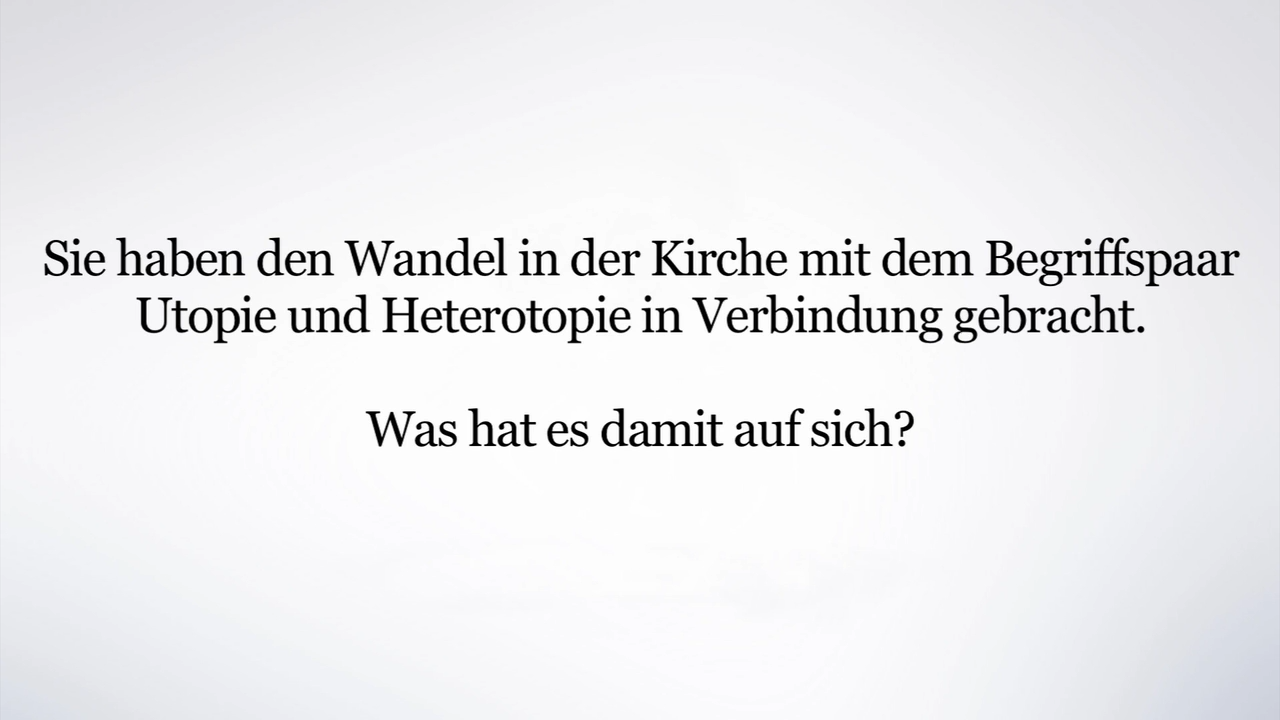 Sie haben den Wandel in der Kirche mit dem Begriffspaar
Utopie und Heterotopie in Verbindung gebracht.
Was hat es damit auf sich?